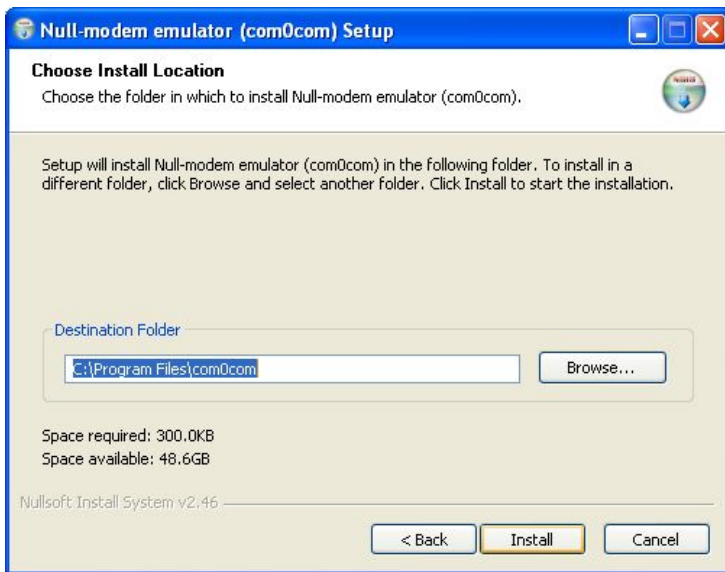 Null-modem emulator (com0com) Setup
Choose Install Location
Choose the folder in which to install Null-modem emulator (com0com).
Setup will install Null-modem emulator (com0com) in the following folder. To install in a
different folder, click Browse and select another folder. Click Install to start the installation.
Destination Folder
C:\Program Files\com0com
Browse...
Space required: 300.0KB
Space available: 48.6GB
Nullsoft Install System v2.46
< Back
Install
Cancel